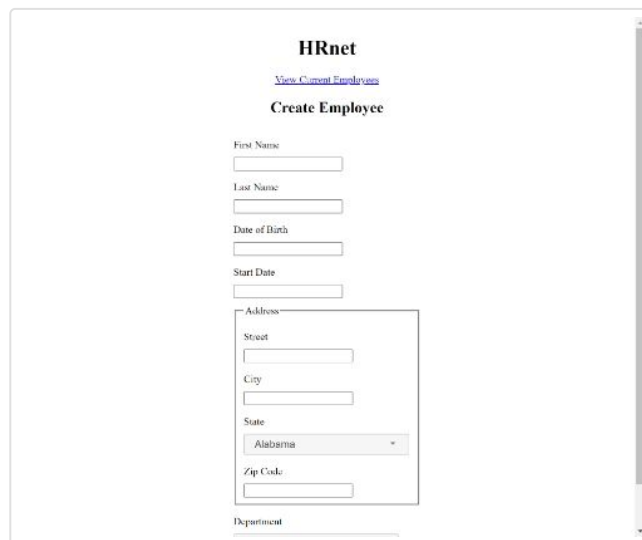 HRnet
View Current Employees
Create Employee
First Name
Last Name
Date of Birth
Start Date
Address
Street
City
State
Alabama
Zip Code
Department